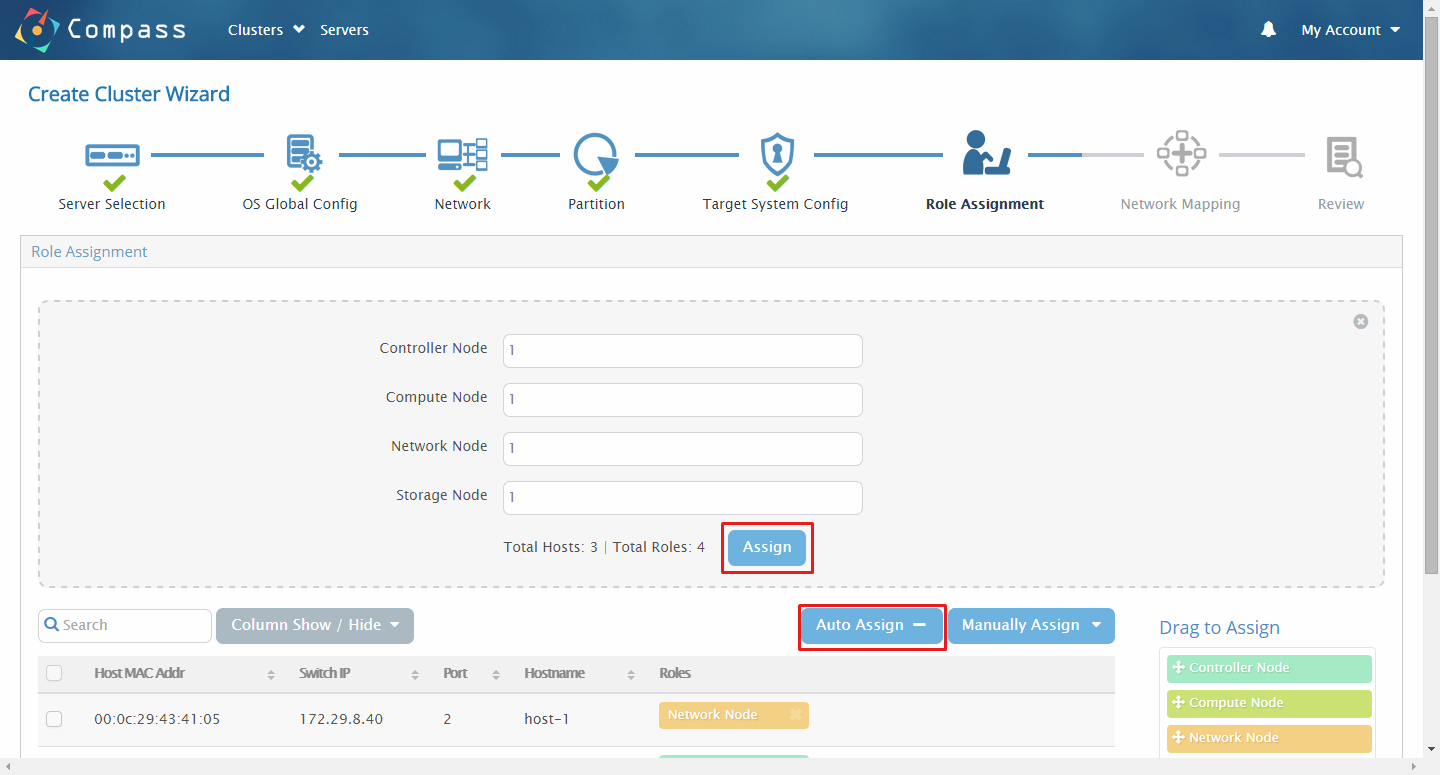 Compass Clusters Servers My Account
Create Cluster Wizard
Server Selection OS Global Config Network Partition Target System Config Role Assignment Network Mapping Review
Role Assignment
Controller Node 1
Compute Node 1
Network Node 1
Storage Node 1
Total Hosts: 3 | Total Roles: 4 Assign
Search Column Show / Hide Auto Assign Manually Assign Drag to Assign
Host MAC Addr Switch IP Port Hostname Roles Controller Node
Compute Node
00:0c:29:43:41:05 172.29.8.40 2 host-1 Network Node
Network Node